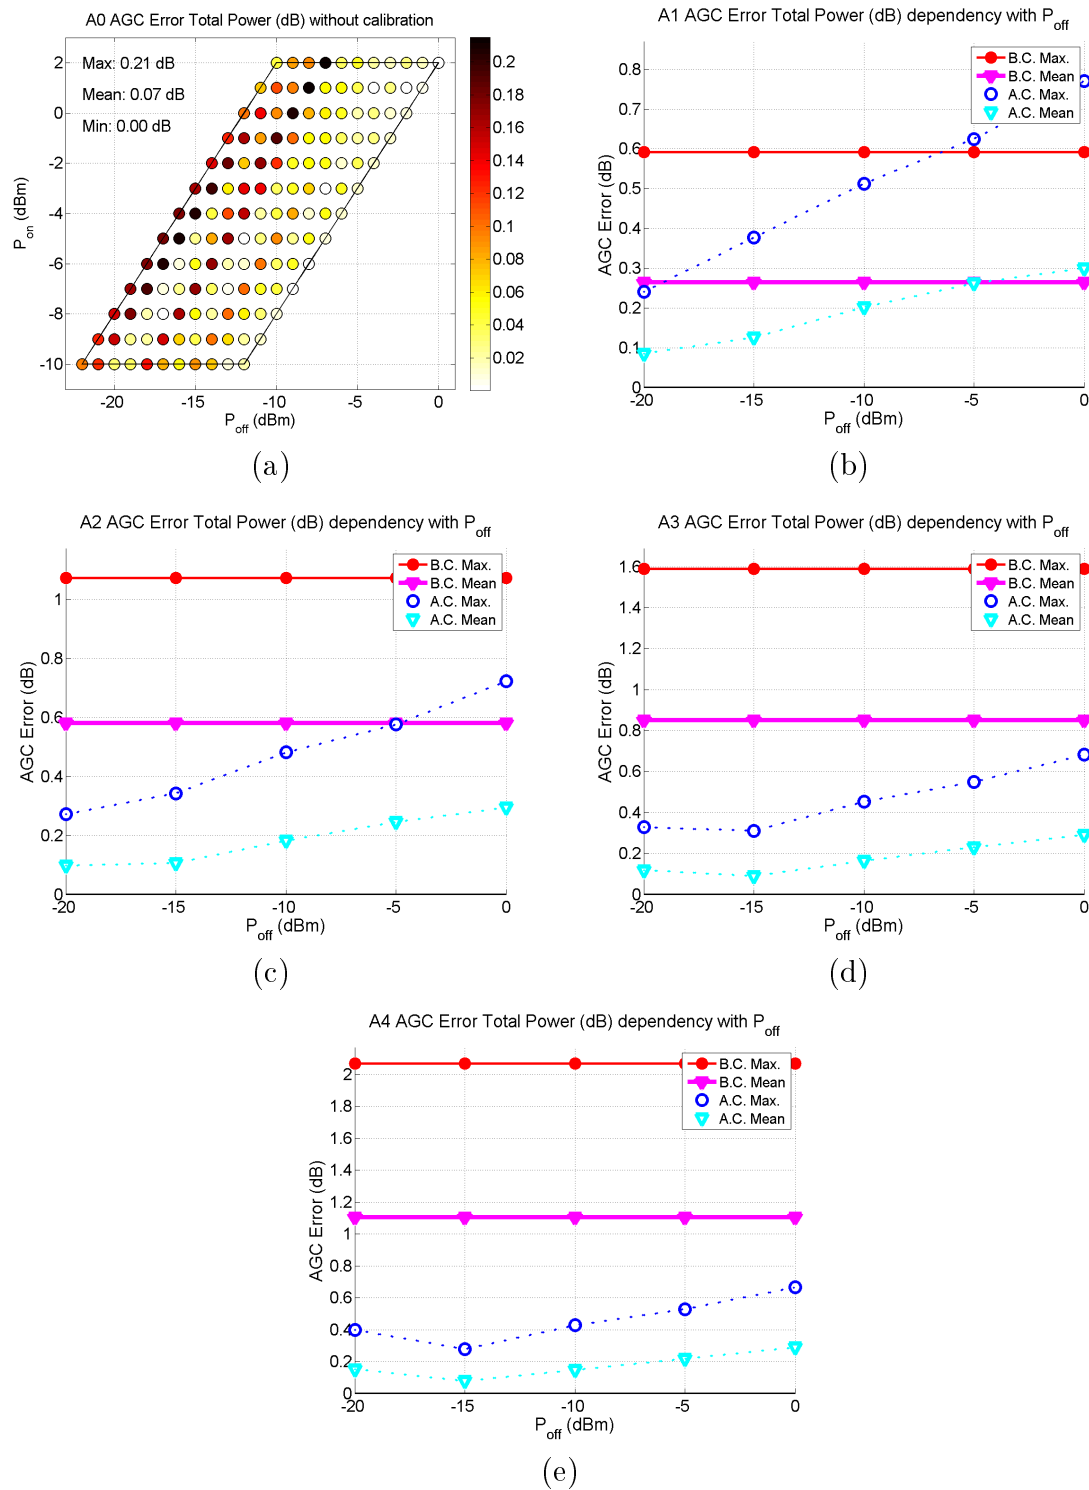 A0 AGC Error Total Power (dB) without calibration
Max: 0.21 dB
Mean: 0.07 dB
Min: 0.00 dB
P_on (dBm)
2
0
-2
-4
-6
-8
-10
-20
-15
-10
-5
0
P_off (dBm)
0.2
0.18
0.16
0.14
0.12
0.1
0.08
0.06
0.04
0.02
(a)
A1 AGC Error Total Power (dB) dependency with P_off
B.C. Max.
B.C. Mean
A.C. Max.
A.C. Mean
AGC Error (dB)
0.8
0.7
0.6
0.5
0.4
0.3
0.2
0.1
0
-20
-15
-10
-5
0
P_off (dBm)
(b)
A2 AGC Error Total Power (dB) dependency with P_off
B.C. Max.
B.C. Mean
A.C. Max.
A.C. Mean
AGC Error (dB)
1
0.8
0.6
0.4
0.2
0
-20
-15
-10
-5
0
P_off (dBm)
(c)
A3 AGC Error Total Power (dB) dependency with P_off
B.C. Max.
B.C. Mean
A.C. Max.
A.C. Mean
AGC Error (dB)
1.6
1.4
1.2
1
0.8
0.6
0.4
0.2
0
-20
-15
-10
-5
0
P_off (dBm)
(d)
A4 AGC Error Total Power (dB) dependency with P_off
B.C. Max.
B.C. Mean
A.C. Max.
A.C. Mean
AGC Error (dB)
2
1.8
1.6
1.4
1.2
1
0.8
0.6
0.4
0.2
0
-20
-15
-10
-5
0
P_off (dBm)
(e)